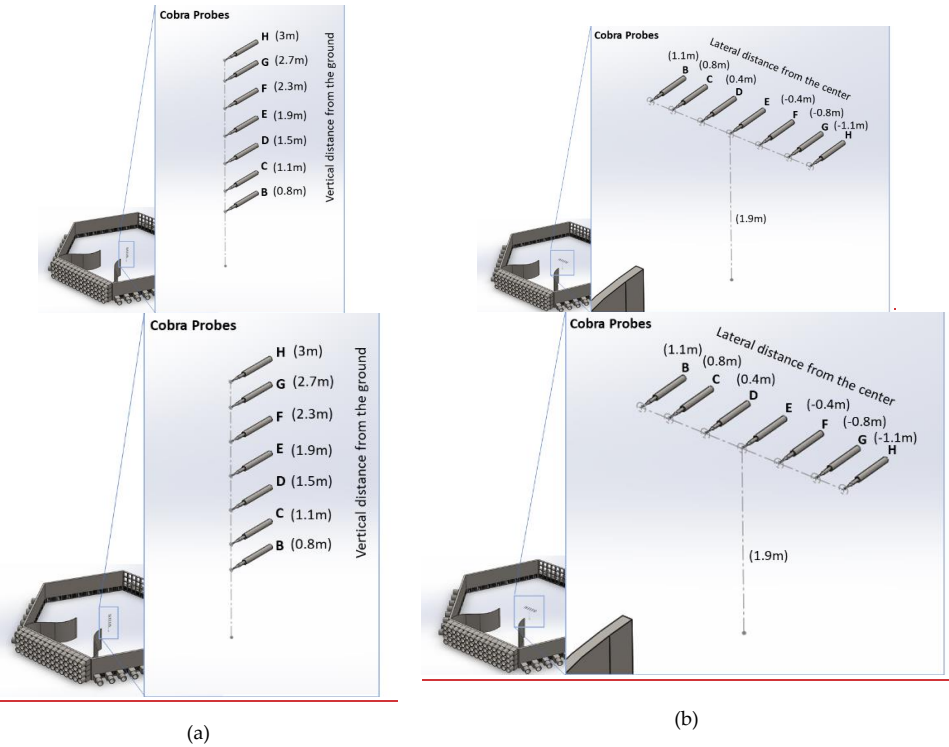 Cobra Probes
H (3m)
G (2.7m)
F (2.3m)
E (1.9m)
D (1.5m)
C (1.1m)
B (0.8m)
Vertical distance from the ground
Cobra Probes
Lateral distance from the center
(1.1m)
B
(0.8m)
C
(0.4m)
D
E
(-0.4m)
F
(-0.8m)
G
(-1.1m)
H
(1.9m)
Cobra Probes
H (3m)
G (2.7m)
F (2.3m)
E (1.9m)
D (1.5m)
C (1.1m)
B (0.8m)
Vertical distance from the ground
Cobra Probes
Lateral distance from the center
(1.1m)
B
(0.8m)
C
(0.4m)
D
E
(-0.4m)
F
(-0.8m)
G
(-1.1m)
H
(1.9m)
(a)
(b)